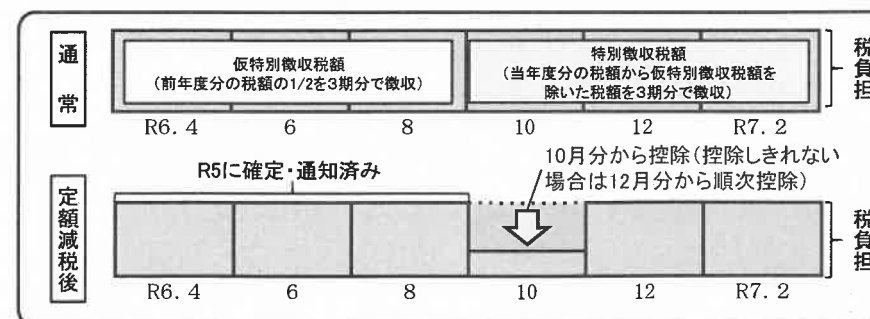 通常
仮特別徴収税額
(前年度分の税額の1/2を3期分で徴収)
特別徴収税額
(当年度分の税額から仮特別徴収税額を
除いた税額を3期分で徴収)
税負担
R6.4 6 8 10 12 R7.2
R5に確定・通知済み
10月分から控除(控除しきれない
場合は12月分から順次控除)
定額減税後
税負担
R6.4 6 8 10 12 R7.2